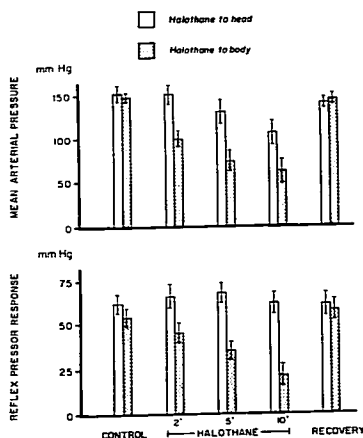 Halothane to head
Halothane to body
mm Hg
MEAN ARTERIAL PRESSURE
150
100
50
0
mm Hg
REFLEX PRESSOR RESPONSE
75
50
25
0
2' 5' 10'
CONTROL HALOTHANE RECOVERY